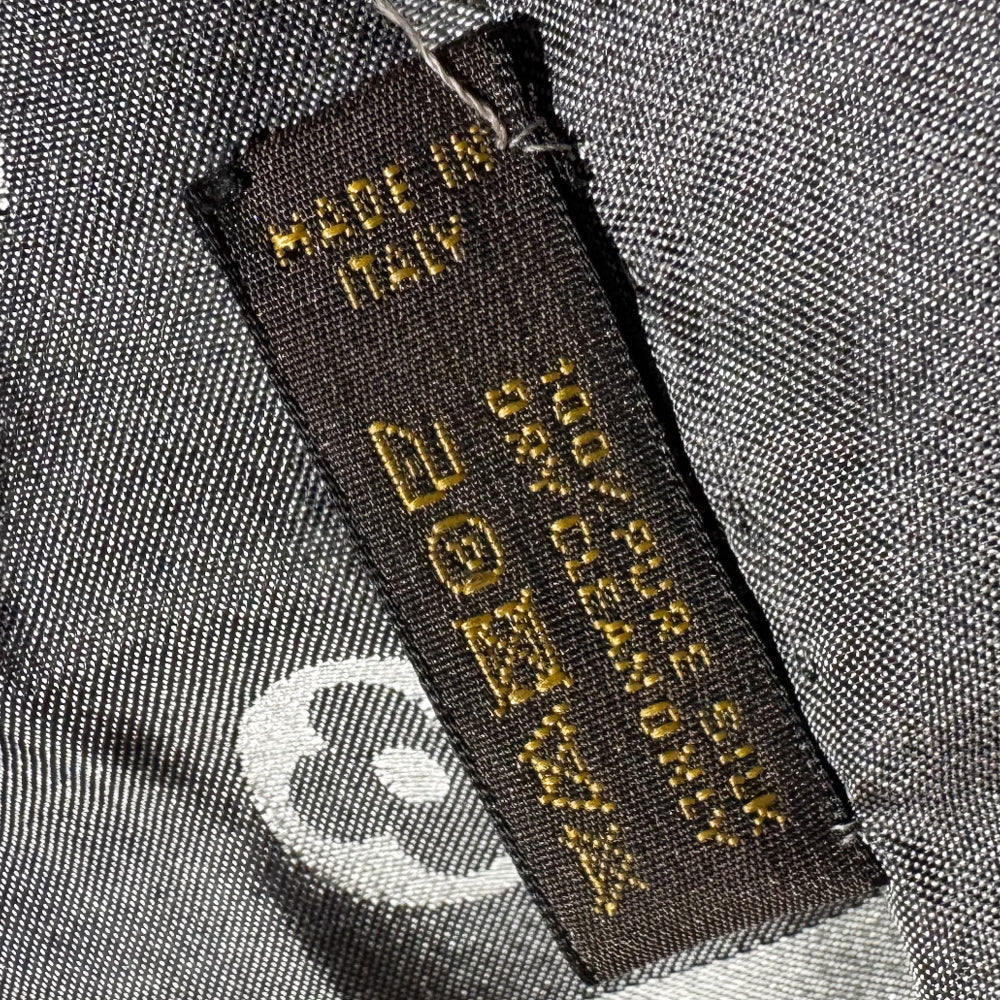 MADE IN
ITALY
100/ PURE SILK
DRY CLEAN ONLY